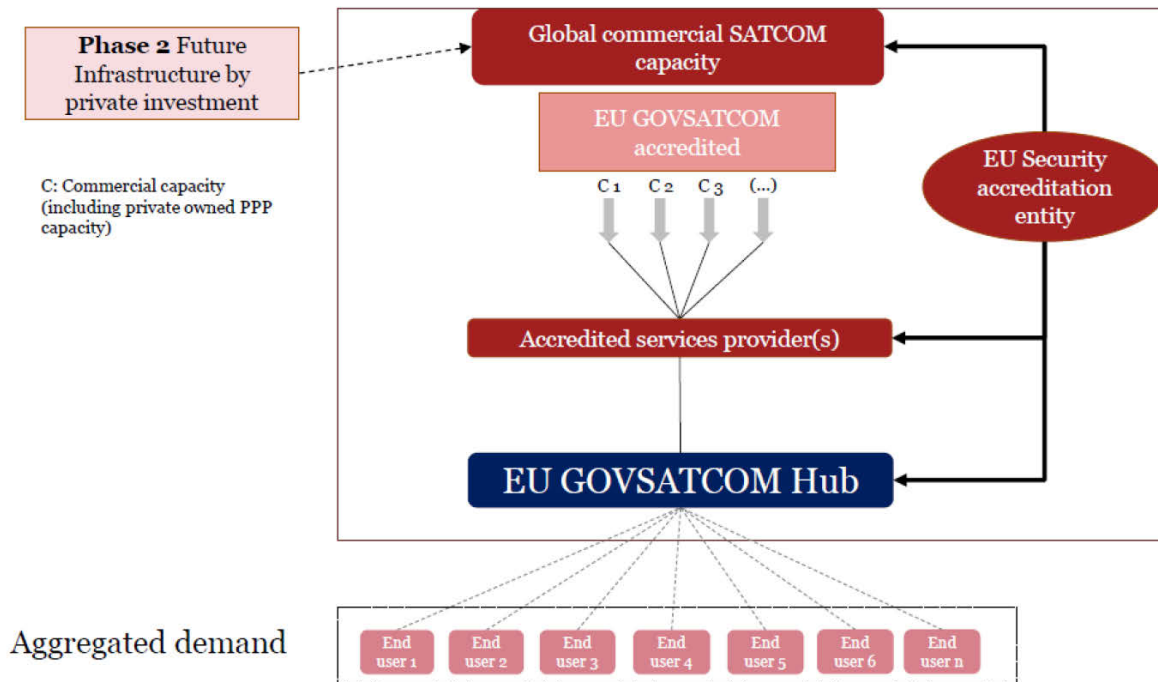 Phase 2 Future
Infrastructure by
private investment
Global commercial SATCOM
capacity
EU GOVSATCOM
accredited
C: Commercial capacity
(including private owned PPP
capacity)
C 1 C 2 C 3 (...)
EU Security
accreditation
entity
Accredited services provider(s)
EU GOVSATCOM Hub
Aggregated demand
End
user 1
End
user 2
End
user 3
End
user 4
End
user 5
End
user 6
End
user n